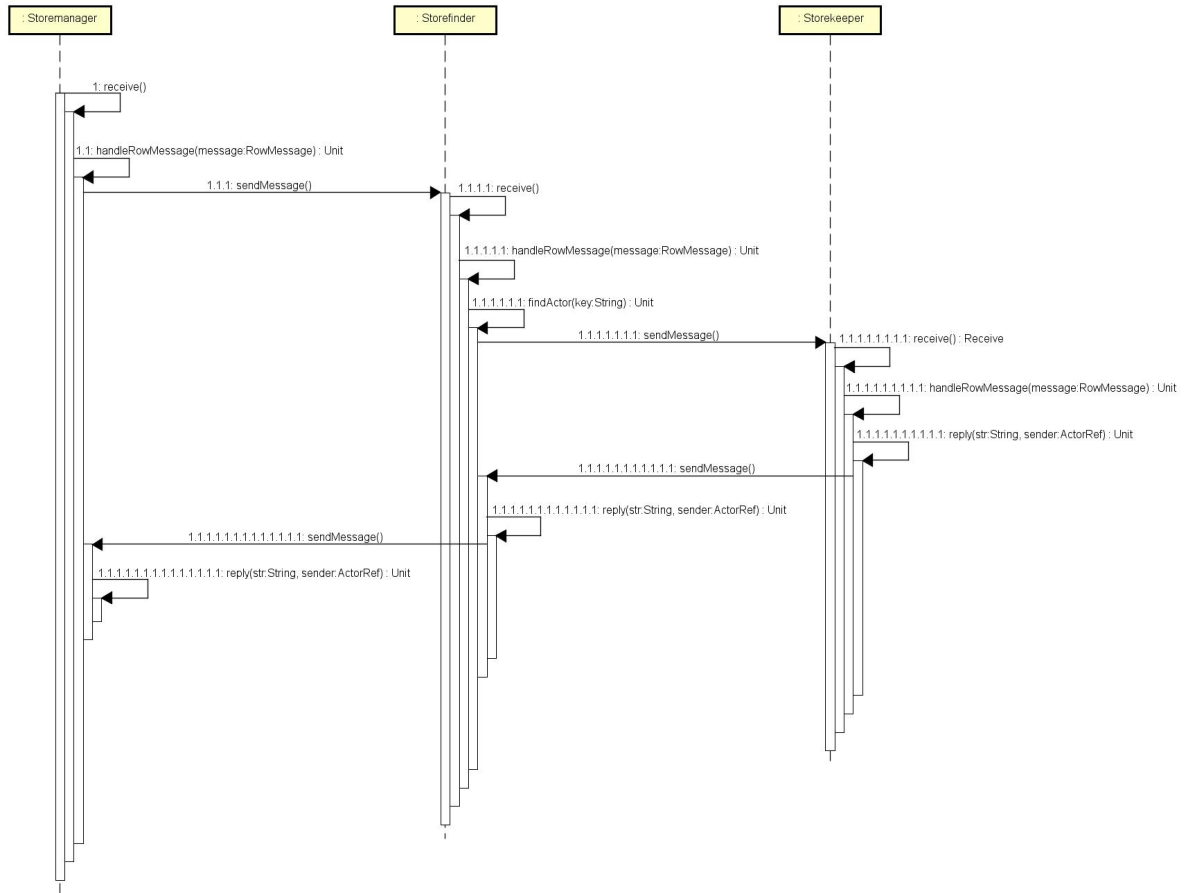 : Storemanager
: Storefinder
: Storekeeper
1: receive()
1.1: handleRowMessage(message:RowMessage) : Unit
1.1.1: sendMessage()
1.1.1.1: receive()
1.1.1.1.1: handleRowMessage(message:RowMessage) : Unit
1.1.1.1.1.1: findActor(key:String) : Unit
1.1.1.1.1.1.1: sendMessage()
1.1.1.1.1.1.1.1: receive() : Receive
1.1.1.1.1.1.1.1.1: handleRowMessage(message:RowMessage) : Unit
1.1.1.1.1.1.1.1.1.1: reply(str:String, sender:ActorRef) : Unit
1.1.1.1.1.1.1.1.1.1.1: sendMessage()
1.1.1.1.1.1.1.1.1.1.1.1: reply(str:String, sender:ActorRef) : Unit
1.1.1.1.1.1.1.1.1.1.1.1.1: sendMessage()
1.1.1.1.1.1.1.1.1.1.1.1.1.1: reply(str:String, sender:ActorRef) : Unit